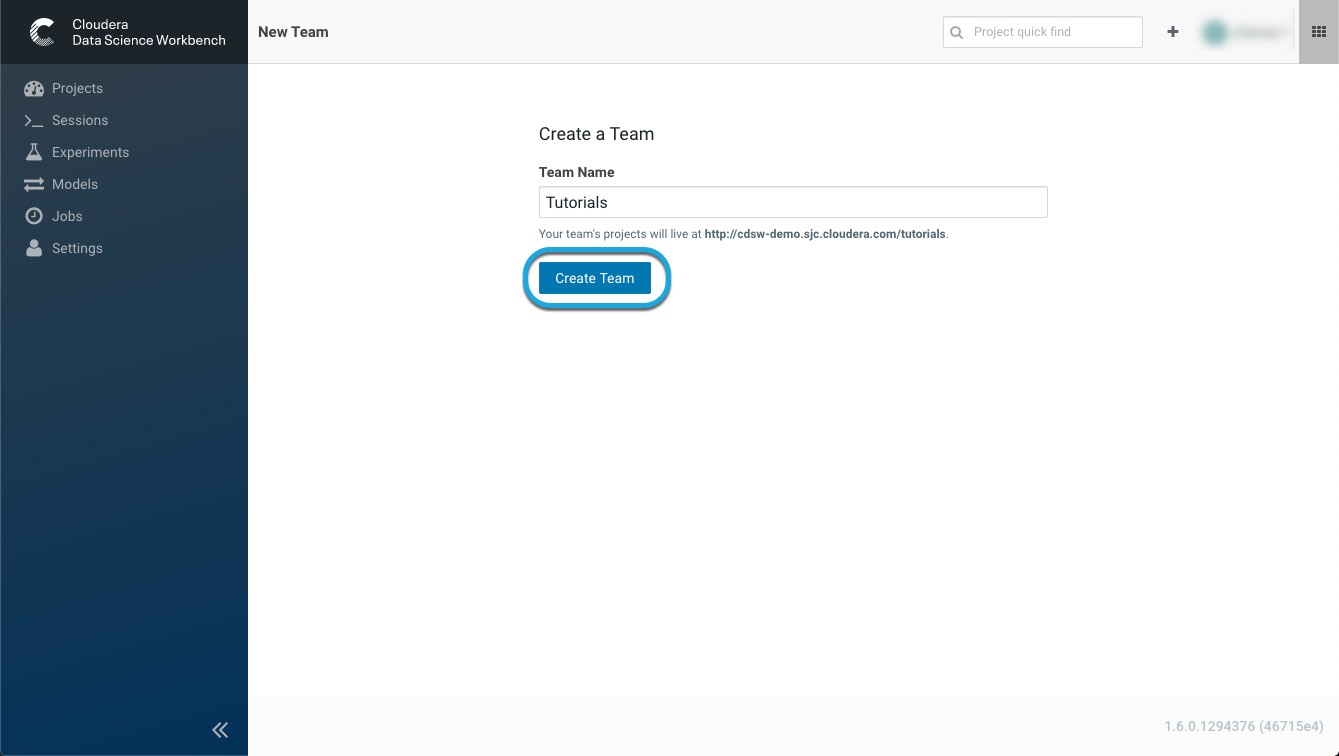 Cloudera
Data Science Workbench
New Team
Project quick find
Projects
Sessions
Experiments
Models
Jobs
Settings
Create a Team
Team Name
Tutorials
Your team's projects will live at http://cdsw-demo.sjc.cloudera.com/tutorials.
Create Team
1.6.0.1294376 (46715e4)